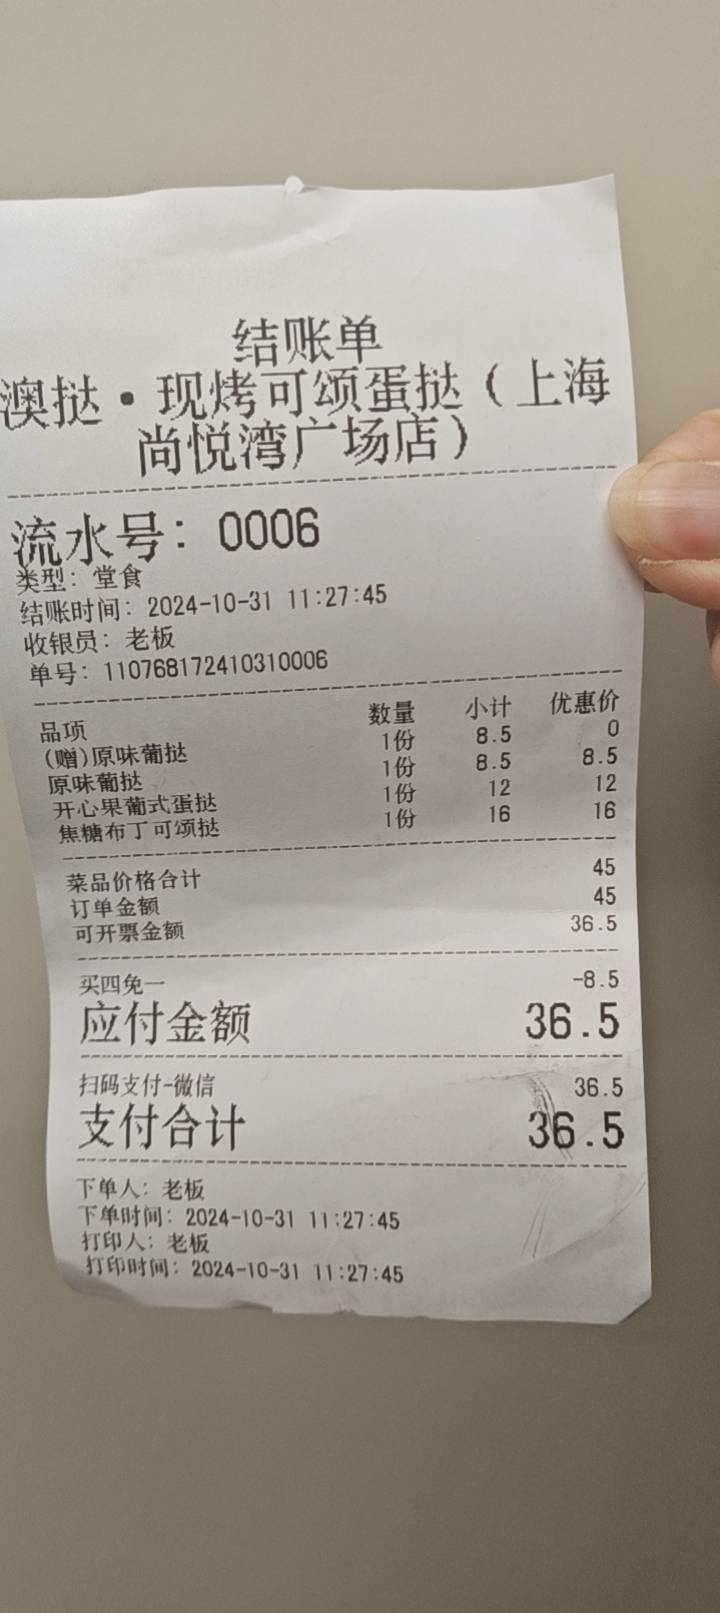 结账单
澳挞·现烤可颂蛋挞(上海
尚悦湾广场店)
流水号: 0006
类型: 堂食
结账时间: 2024-10-31 11:27:45
收银员: 老板
单号: 110768172410310006
品项 数量 小计 优惠价
(赠)原味葡挞 1份 8.5 0
原味葡挞 1份 8.5 8.5
开心果葡式蛋挞 1份 12 12
焦糖布丁可颂挞 1份 16 16
菜品价格合计 45
订单金额 45
可开票金额 36.5
买四免一 -8.5
应付金额 36.5
扫码支付-微信 36.5
支付合计 36.5
下单人: 老板
下单时间: 2024-10-31 11:27:45
打印人: 老板
打印时间: 2024-10-31 11:27:45